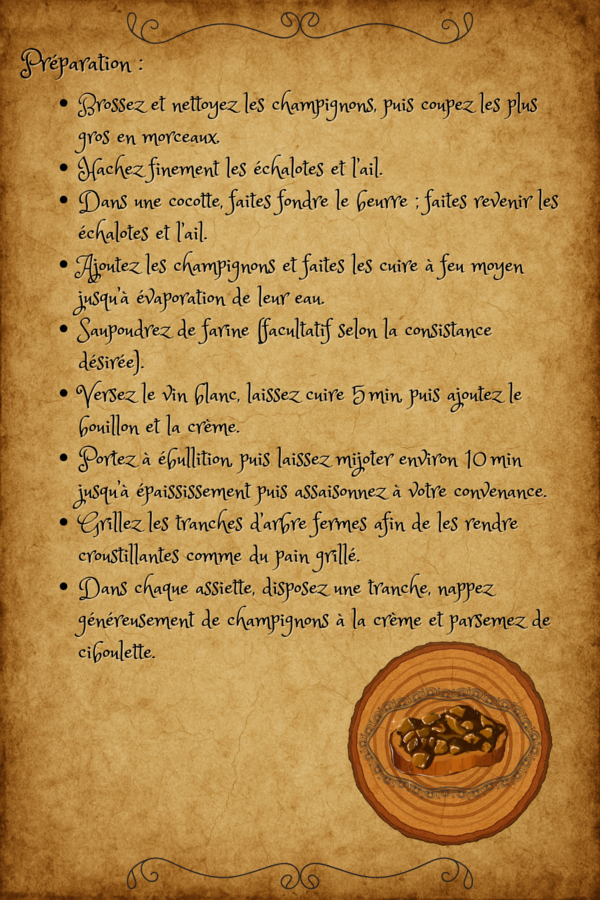 Préparation :
• Brossez et nettoyez les champignons, puis coupez les plus
gros en morceaux.
• Hachez finement les échalotes et l'ail.
• Dans une cocotte, faites fondre le beurre ; faites revenir les
échalotes et l'ail.
• Ajoutez les champignons et faites les cuire à feu moyen
jusqu'à évaporation de leur eau.
• Saupoudrez de farine (facultatif selon la consistance
désirée).
• Versez le vin blanc, laissez cuire 5 min, puis ajoutez le
bouillon et la crème.
• Portez à ébullition, puis laissez mijoter environ 10 min
jusqu'à épaississement puis assaisonnez à votre convenance.
• Grillez les tranches d'arbre fermes afin de les rendre
croustillantes comme du pain grillé.
• Dans chaque assiette, disposez une tranche, nappez
généreusement de champignons à la crème et parsemez de
ciboulette.